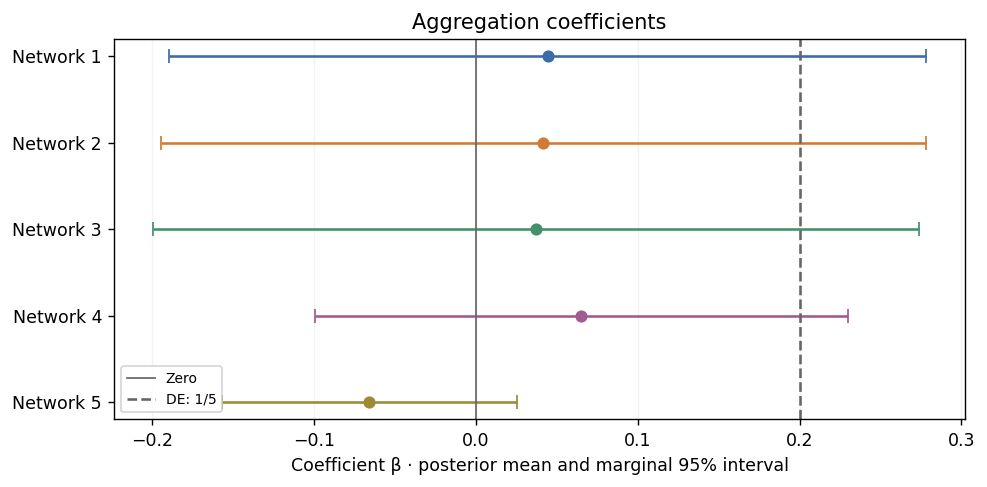 Aggregation coefficients
Network 1
Network 2
Network 3
Network 4
Network 5
Zero
DE: 1/5
−0.2 −0.1 0.0 0.1 0.2 0.3
Coefficient β · posterior mean and marginal 95% interval